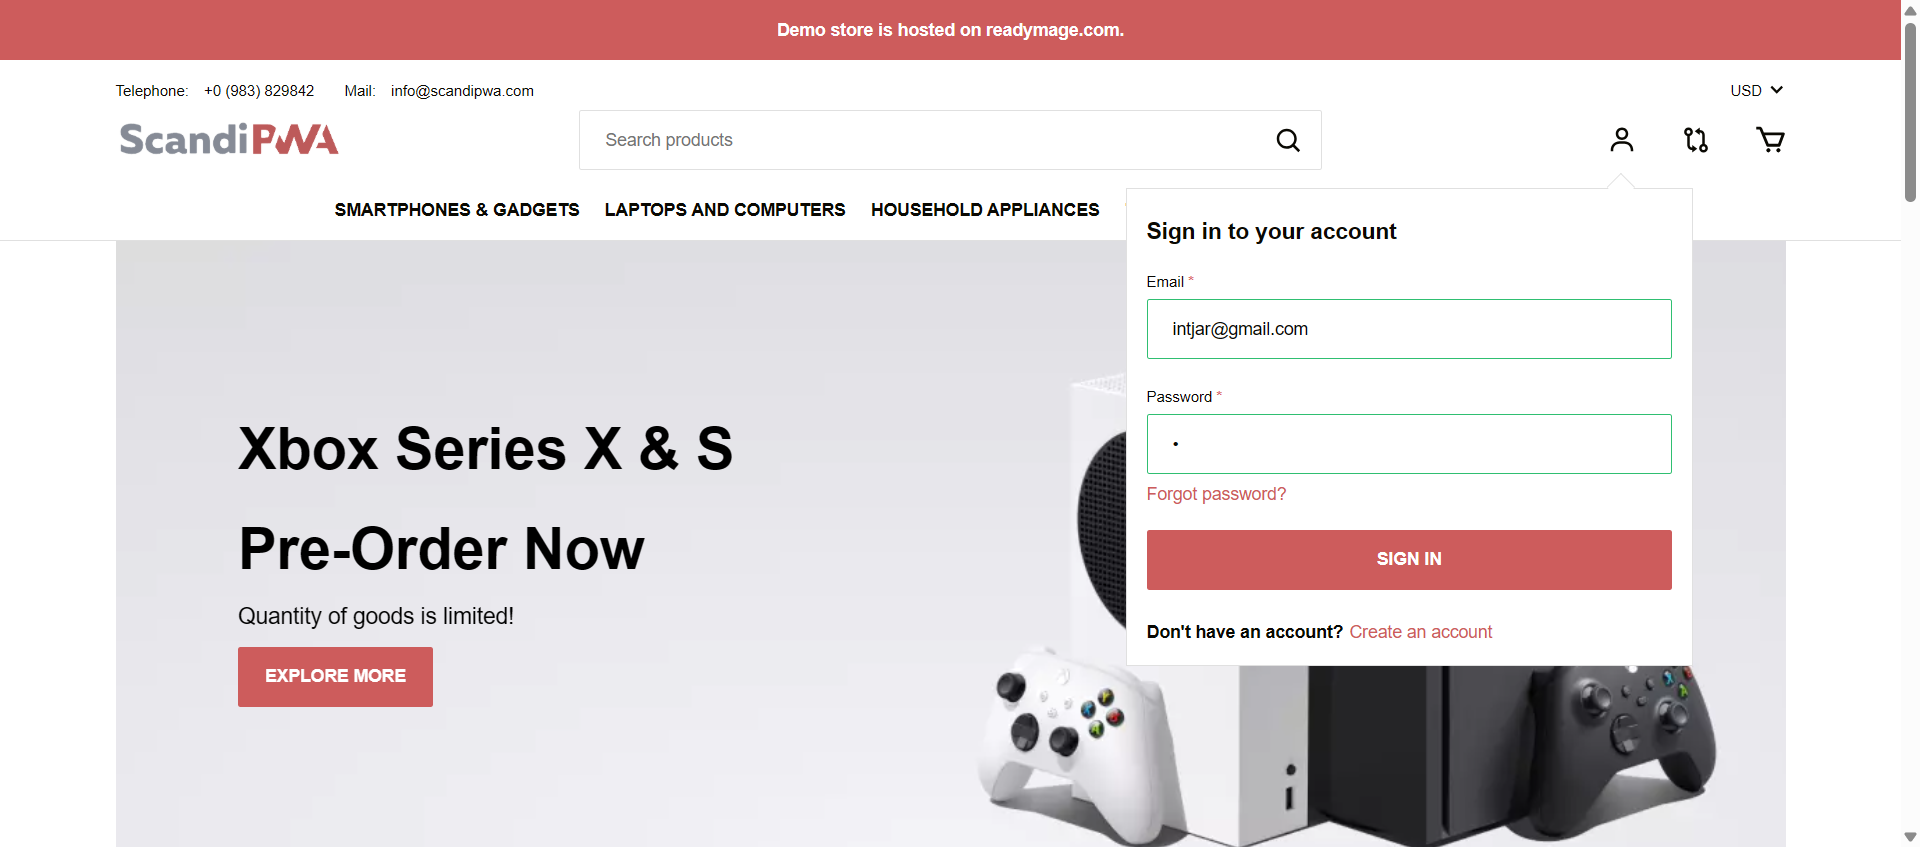 Demo store is hosted on readymage.com.
Telephone: +0 (983) 829842 Mail: info@scandipwa.com USD
ScandiPWA
Search products
SMARTPHONES & GADGETS LAPTOPS AND COMPUTERS HOUSEHOLD APPLIANCES
Sign in to your account
Email *
intjar@gmail.com
Password *
•
Forgot password?
SIGN IN
Don't have an account? Create an account
Xbox Series X & S
Pre-Order Now
Quantity of goods is limited!
EXPLORE MORE